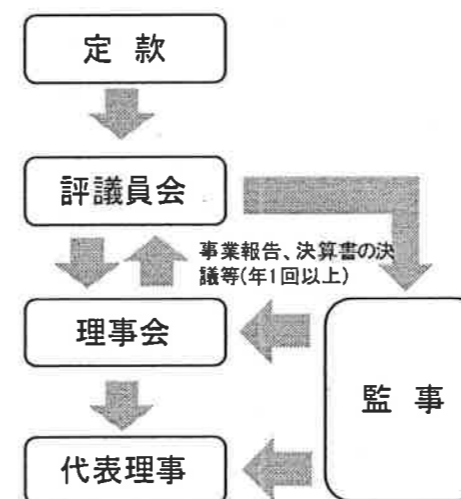 定 款
評議員会
事業報告、決算書の決
議等(年1回以上)
理事会
監 事
代表理事